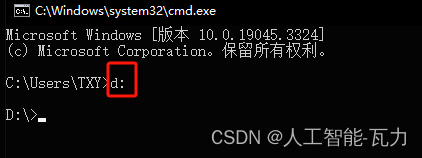 C:\Windows\system32\cmd.exe
Microsoft Windows [版本 10.0.19045.3324]
(c) Microsoft Corporation。保留所有权利。
C:\Users\TXY>d:
D:\>
CSDN @人工智能-瓦力